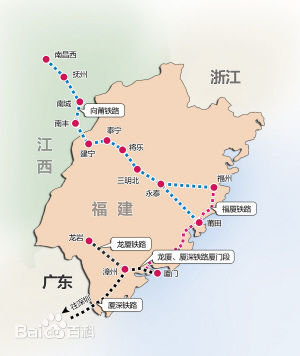 南昌西
浙江
抚州
南城
向莆铁路
南丰
泰宁
江西
建宁
将乐
三明北
永泰
福州
福建
福厦铁路
莆田
龙岩
龙厦铁路
龙厦、厦深铁路厦门段
广东
漳州
厦门
往深圳
厦深铁路
Bai百科